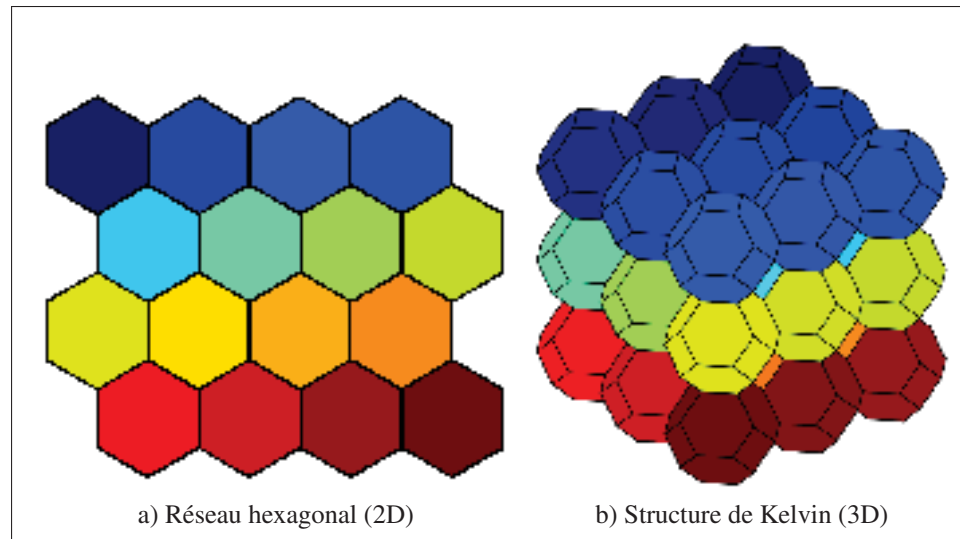 a) Réseau hexagonal (2D)
b) Structure de Kelvin (3D)